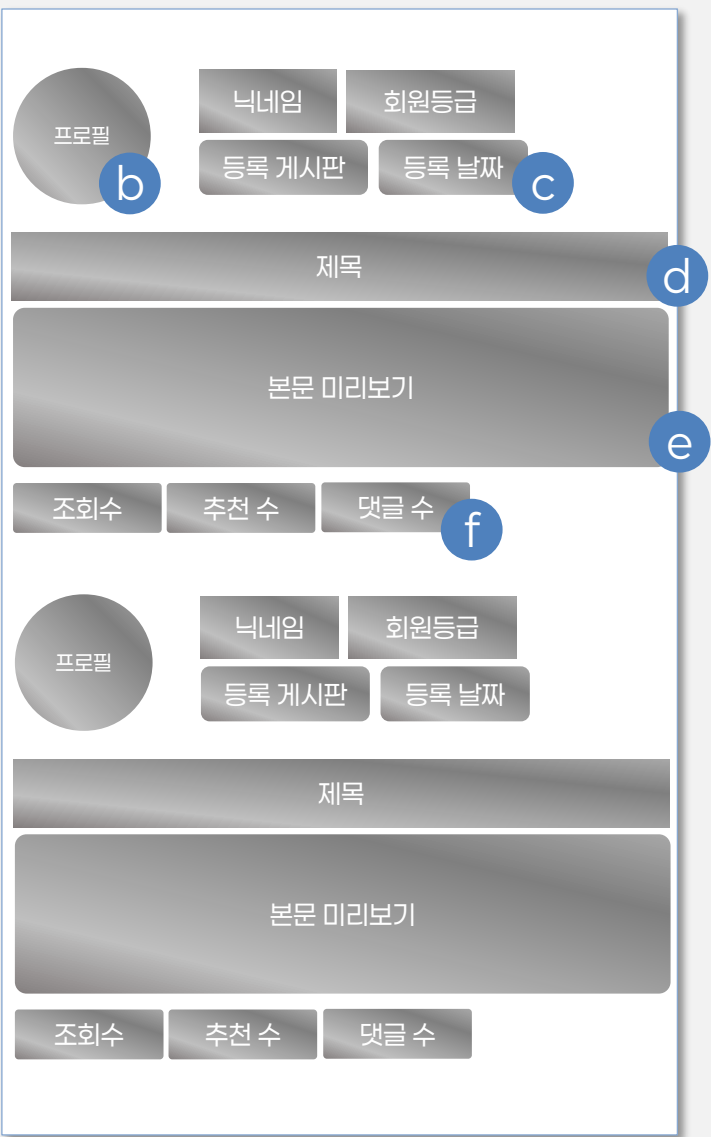 닉네임 회원등급
프로필
등록 게시판 등록 날짜
b c
제목
d
본문 미리보기
e
조회수 추천 수 댓글 수
f
닉네임 회원등급
프로필
등록 게시판 등록 날짜
제목
본문 미리보기
조회수 추천 수 댓글 수